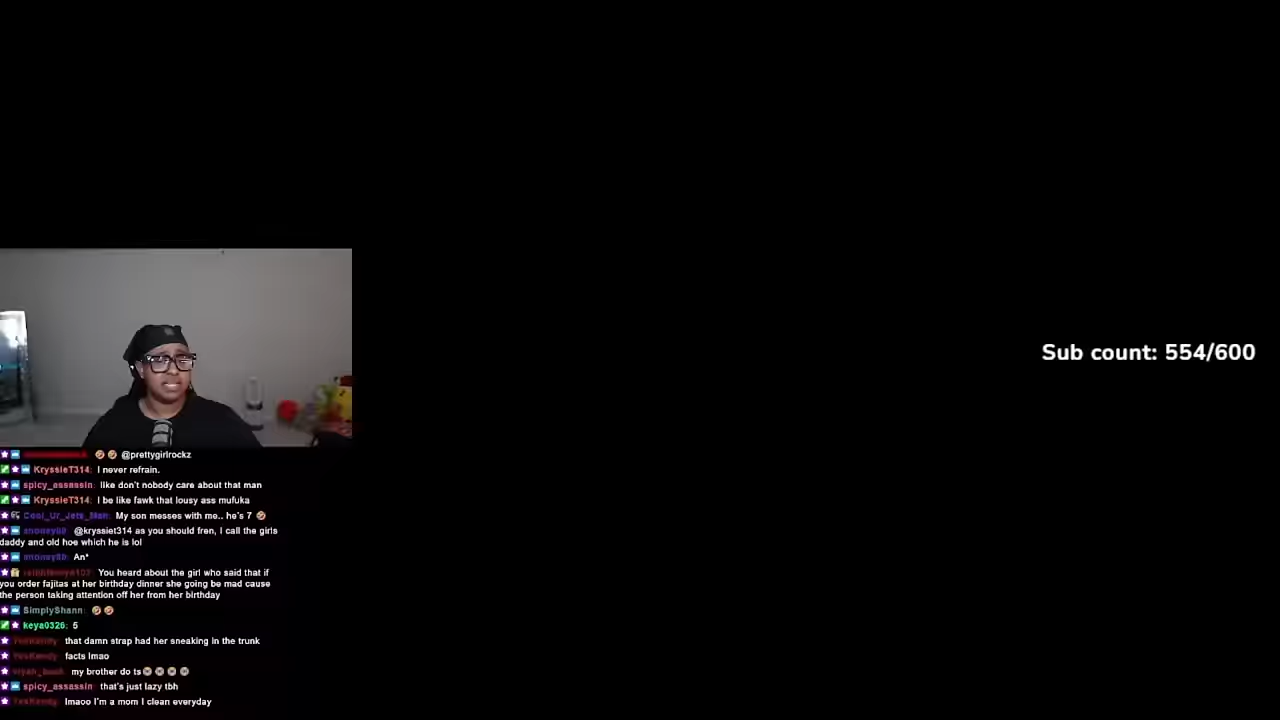 Sub count: 554/600
@prettygirlrockz
KryssieT314: I never refrain.
spicy_assassin: like don't nobody care about that man
KryssieT314: I be like fawk that lousy ass mufuka
Cool_Ur_Jets_Man: My son messes with me.. he's 7
@kryssiet314 as you should fren, I call the girls
daddy and old hoe which he is lol
An*
You heard about the girl who said that if
you order fajitas at her birthday dinner she going be mad cause
the person taking attention off her from her birthday
SimplyShann:
keya0326: 5
that damn strap had her sneaking in the trunk
facts lmao
my brother do ts
spicy_assassin: that's just lazy tbh
lmaoo I'm a mom I clean everyday